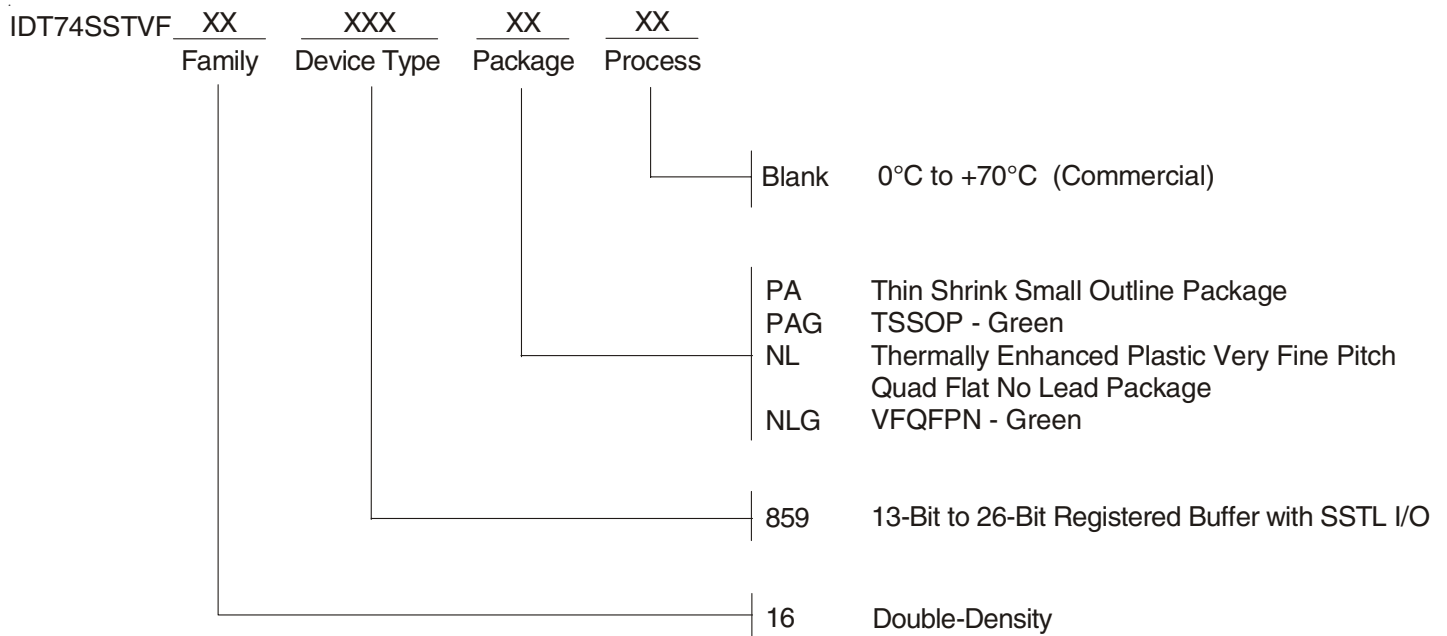 IDT74SSTVF XX XXX XX XX
Family Device Type Package Process
Blank 0°C to +70°C (Commercial)
PA Thin Shrink Small Outline Package
PAG TSSOP - Green
NL Thermally Enhanced Plastic Very Fine Pitch
Quad Flat No Lead Package
NLG VFQFPN - Green
859 13-Bit to 26-Bit Registered Buffer with SSTL I/O
16 Double-Density